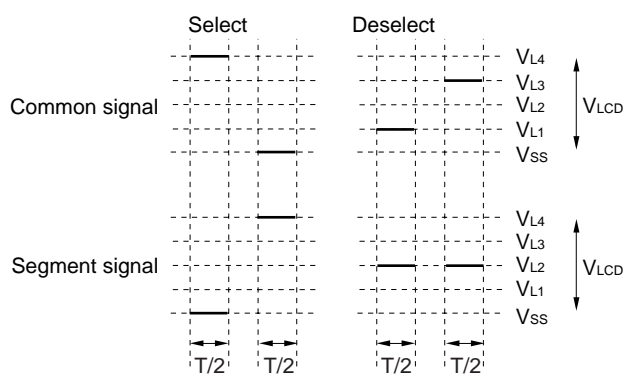 Select Deselect
Common signal
VL4
VL3
VL2
VL1
VSS
VLCD
Segment signal
VL4
VL3
VL2
VL1
VSS
VLCD
T/2 T/2 T/2 T/2